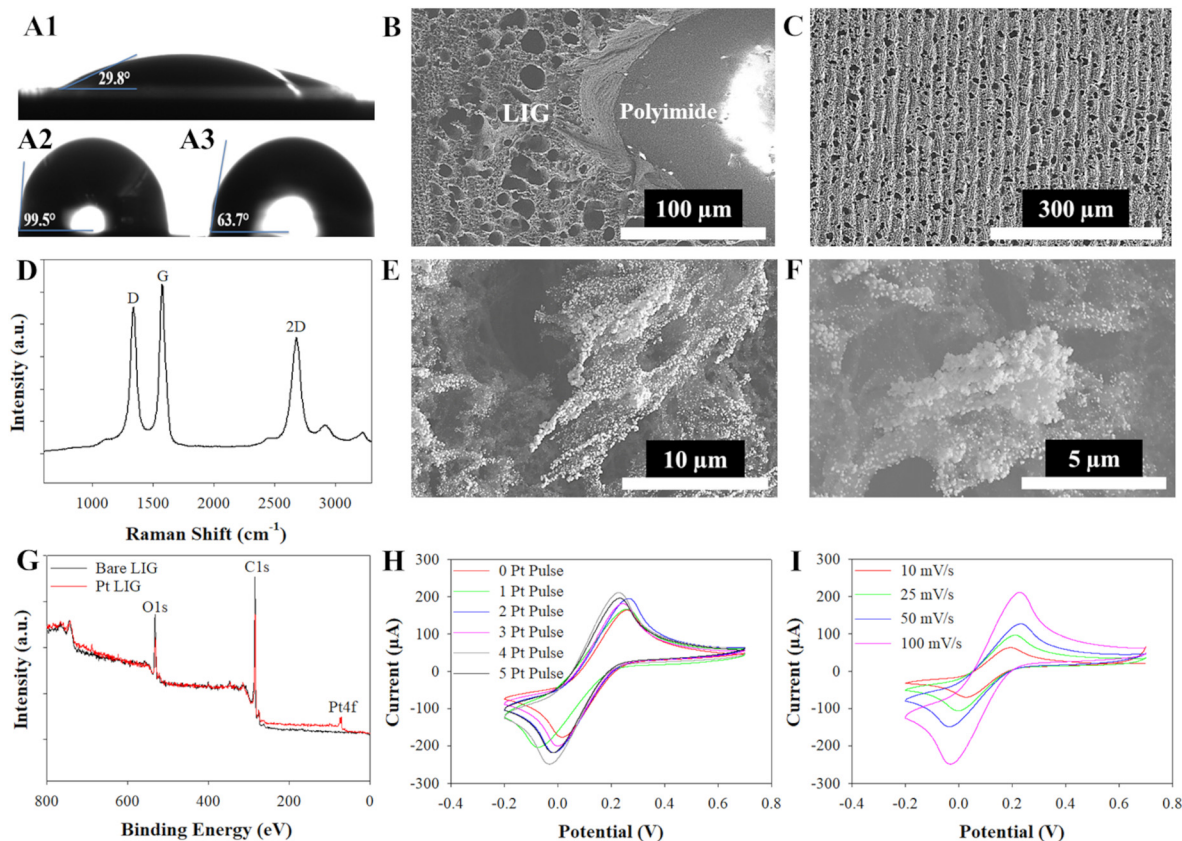 A1
29.8°
A2
99.5°
A3
63.7°
B
LIG
Polyimide
100 µm
C
300 µm
D
D
G
2D
Intensity (a.u.)
1000 1500 2000 2500 3000
Raman Shift (cm⁻¹)
E
10 µm
F
5 µm
G
Bare LIG
Pt LIG
O1s
C1s
Pt4f
Intensity (a.u.)
800 600 400 200 0
Binding Energy (eV)
H
0 Pt Pulse
1 Pt Pulse
2 Pt Pulse
3 Pt Pulse
4 Pt Pulse
5 Pt Pulse
Current (µA)
300
200
100
0
-100
-200
-300
-0.4 -0.2 0.0 0.2 0.4 0.6 0.8
Potential (V)
I
10 mV/s
25 mV/s
50 mV/s
100 mV/s
Current (µA)
300
200
100
0
-100
-200
-300
-0.4 -0.2 0.0 0.2 0.4 0.6 0.8
Potential (V)